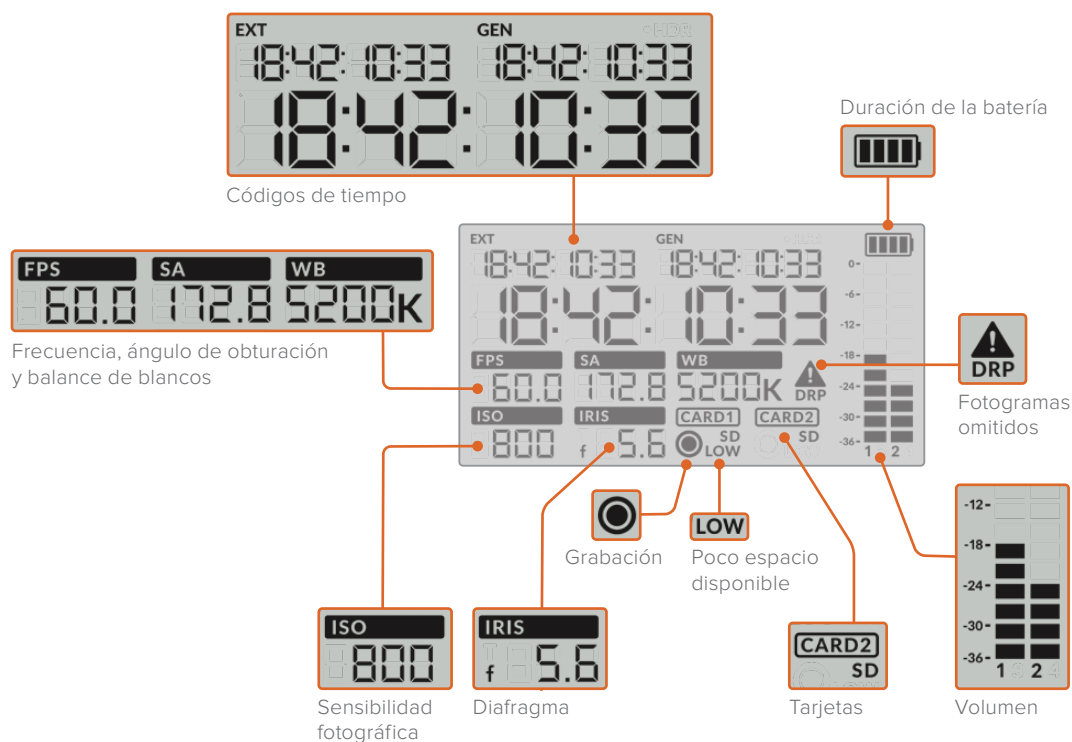 EXT GEN HDR
18:42:10:33 18:42:10:33
18:42:10:33
Códigos de tiempo
Duración de la batería
FPS SA WB
60.0 172.8 5200K
Frecuencia, ángulo de obturación
y balance de blancos
EXT GEN
18:42:10:33 18:42:10:33
18:42:10:33
FPS SA WB
60.0 172.8 5200K
DRP
ISO IRIS CARD1 CARD2
800 f 5.6 SD LOW SD
0-
-6-
-12-
-18-
-24-
-30-
-36-
1 2
DRP
Fotogramas
omitidos
Grabación
LOW
Poco espacio
disponible
ISO
800
Sensibilidad
fotográfica
IRIS
f 5.6
Diafragma
CARD2
SD
Tarjetas
-12-
-18-
-24-
-30-
-36-
1 3 2 4
Volumen